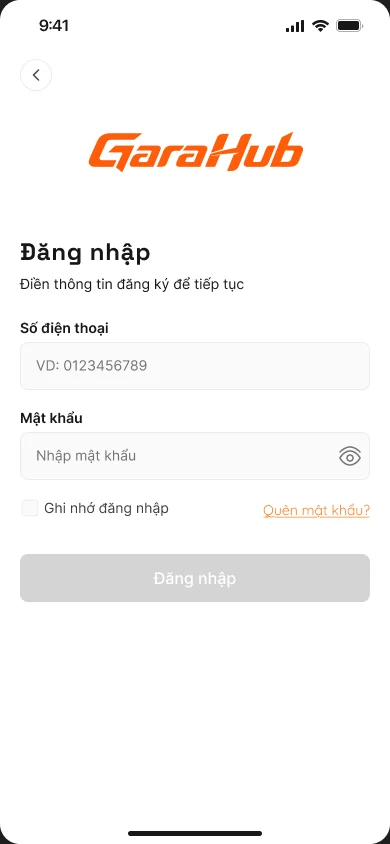 9:41
GaraHub
Đăng nhập
Điền thông tin đăng ký để tiếp tục
Số điện thoại
VD: 0123456789
Mật khẩu
Nhập mật khẩu
Ghi nhớ đăng nhập
Quên mật khẩu?
Đăng nhập